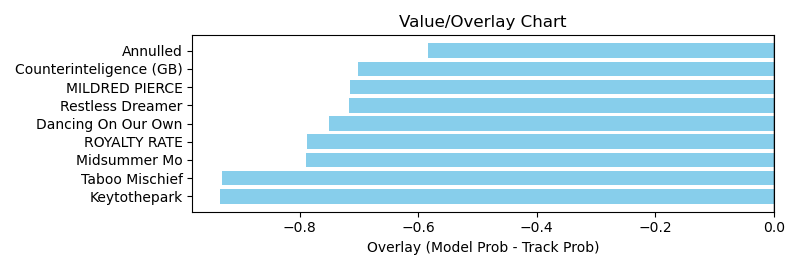 Value/Overlay Chart
Annulled
Counterinteligence (GB)
MILDRED PIERCE
Restless Dreamer
Dancing On Our Own
ROYALTY RATE
Midsummer Mo
Taboo Mischief
Keytothepark
−0.8 −0.6 −0.4 −0.2 0.0
Overlay (Model Prob - Track Prob)